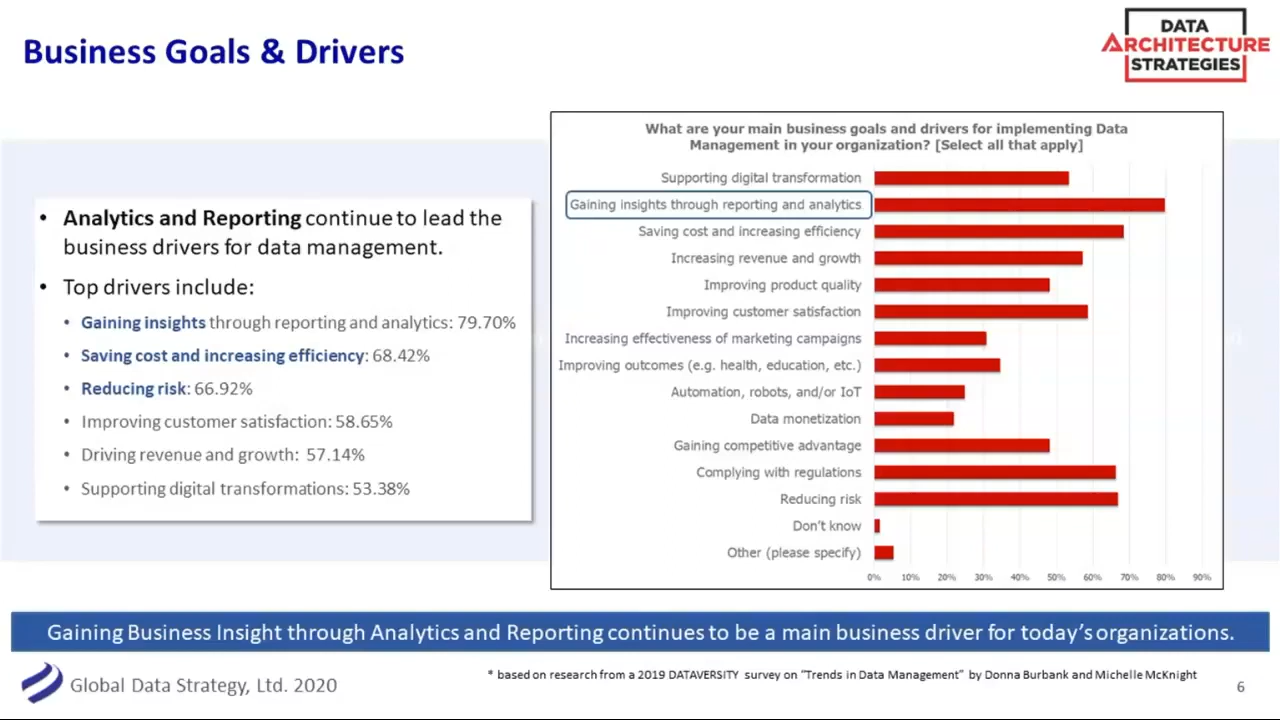 Business Goals & Drivers
DATA
ARCHITECTURE
STRATEGIES
• Analytics and Reporting continue to lead the
business drivers for data management.
• Top drivers include:
• Gaining insights through reporting and analytics: 79.70%
• Saving cost and increasing efficiency: 68.42%
• Reducing risk: 66.92%
• Improving customer satisfaction: 58.65%
• Driving revenue and growth: 57.14%
• Supporting digital transformations: 53.38%
What are your main business goals and drivers for implementing Data
Management in your organization? [Select all that apply]
Supporting digital transformation
Gaining insights through reporting and analytics
Saving cost and increasing efficiency
Increasing revenue and growth
Improving product quality
Improving customer satisfaction
Increasing effectiveness of marketing campaigns
Improving outcomes (e.g. health, education, etc.)
Automation, robots, and/or IoT
Data monetization
Gaining competitive advantage
Complying with regulations
Reducing risk
Don't know
Other (please specify)
0% 10% 20% 30% 40% 50% 60% 70% 80% 90%
Gaining Business Insight through Analytics and Reporting continues to be a main business driver for today's organizations.
* based on research from a 2019 DATAVERSITY survey on "Trends in Data Management" by Donna Burbank and Michelle McKnight
Global Data Strategy, Ltd. 2020
6